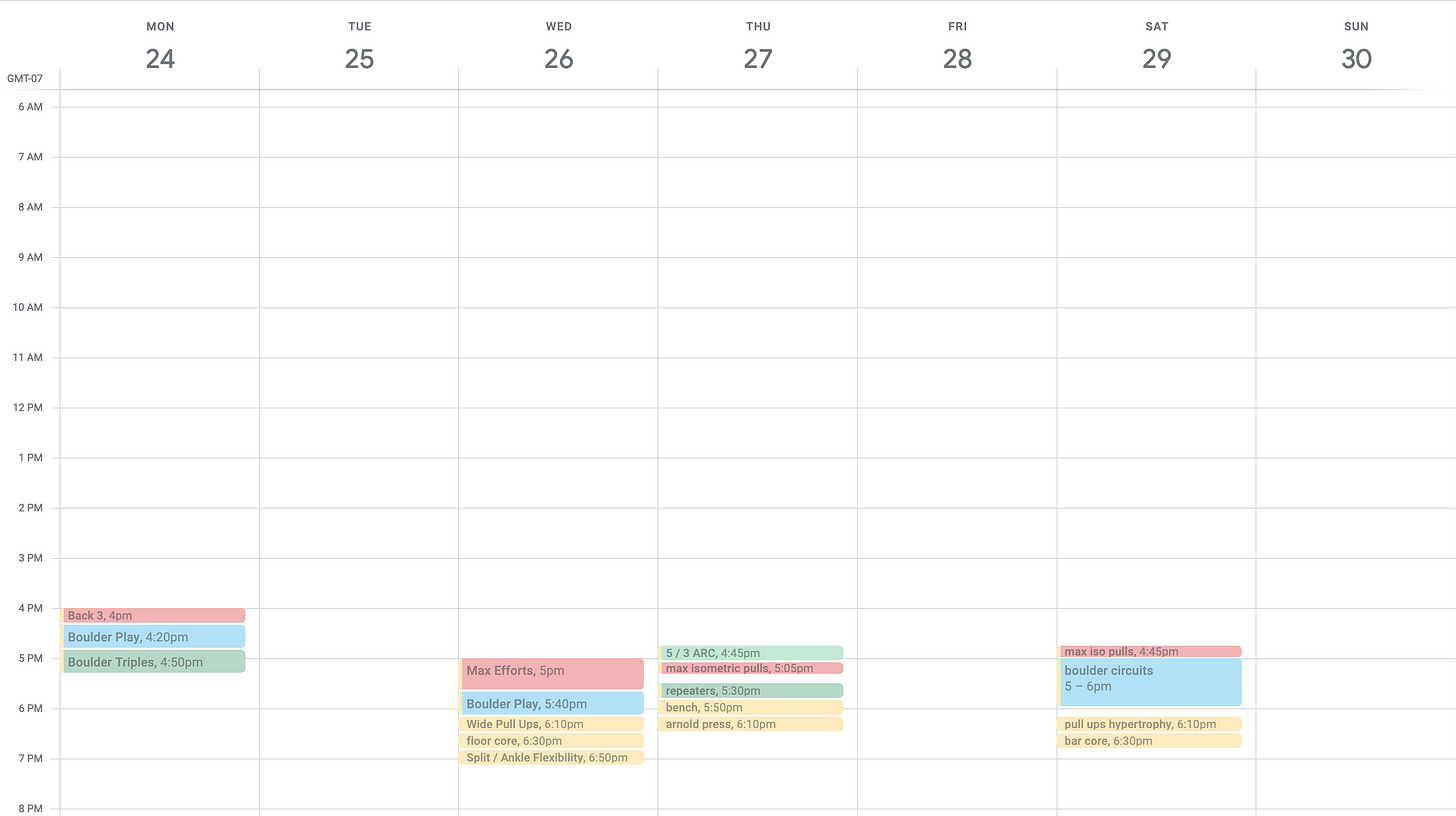 MON
24
TUE
25
WED
26
THU
27
FRI
28
SAT
29
SUN
30
GMT-07
6 AM
7 AM
8 AM
9 AM
10 AM
11 AM
12 PM
1 PM
2 PM
3 PM
4 PM
5 PM
6 PM
7 PM
8 PM
Back 3, 4pm
Boulder Play, 4:20pm
Boulder Triples, 4:50pm
Max Efforts, 5pm
Boulder Play, 5:40pm
Wide Pull Ups, 6:10pm
floor core, 6:30pm
Split / Ankle Flexibility, 6:50pm
5 / 3 ARC, 4:45pm
max isometric pulls, 5:05pm
repeaters, 5:30pm
bench, 5:50pm
arnold press, 6:10pm
max iso pulls, 4:45pm
boulder circuits
5 – 6pm
pull ups hypertrophy, 6:10pm
bar core, 6:30pm